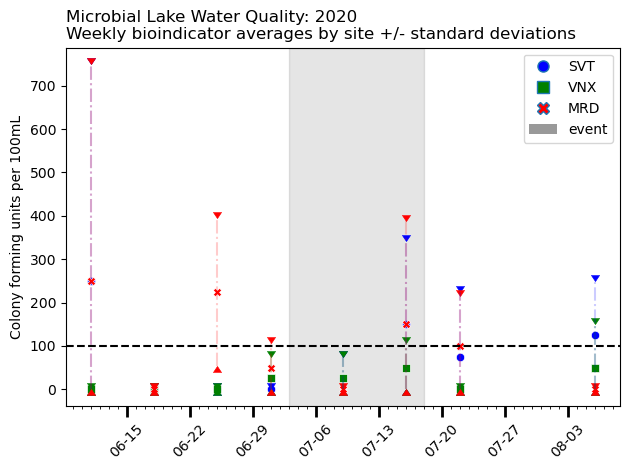 Microbial Lake Water Quality: 2020
Weekly bioindicator averages by site +/- standard deviations
Colony forming units per 100mL
700
600
500
400
300
200
100
0
SVT
VNX
MRD
event
06-15
06-22
06-29
07-06
07-13
07-20
07-27
08-03